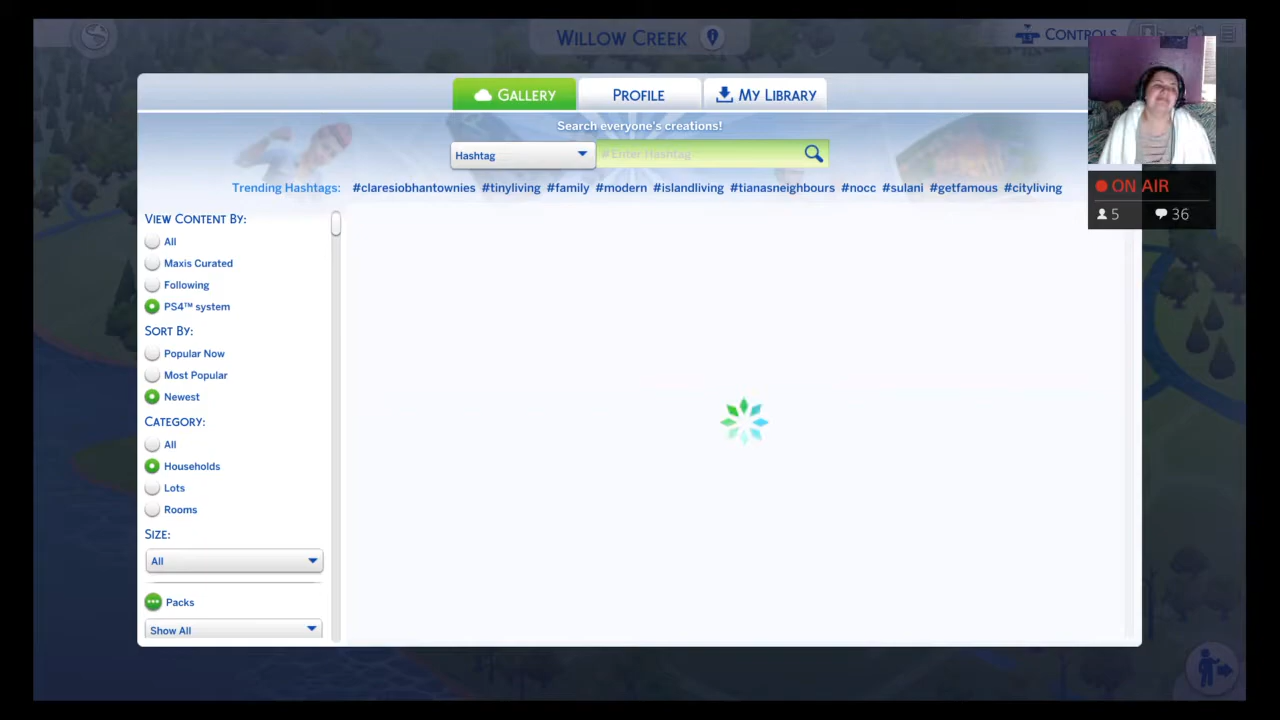 WILLOW CREEK
CONTROLS
GALLERY
PROFILE
MY LIBRARY
Search everyone's creations!
Hashtag
#Enter Hashtag
Trending Hashtags: #claresiobhantownies #tinyliving #family #modern #islandliving #tianasneighbours #nocc #sulani #getfamous #cityliving
ON AIR
5 36
VIEW CONTENT BY:
All
Maxis Curated
Following
PS4™ system
SORT BY:
Popular Now
Most Popular
Newest
CATEGORY:
All
Households
Lots
Rooms
SIZE:
All
Packs
Show All